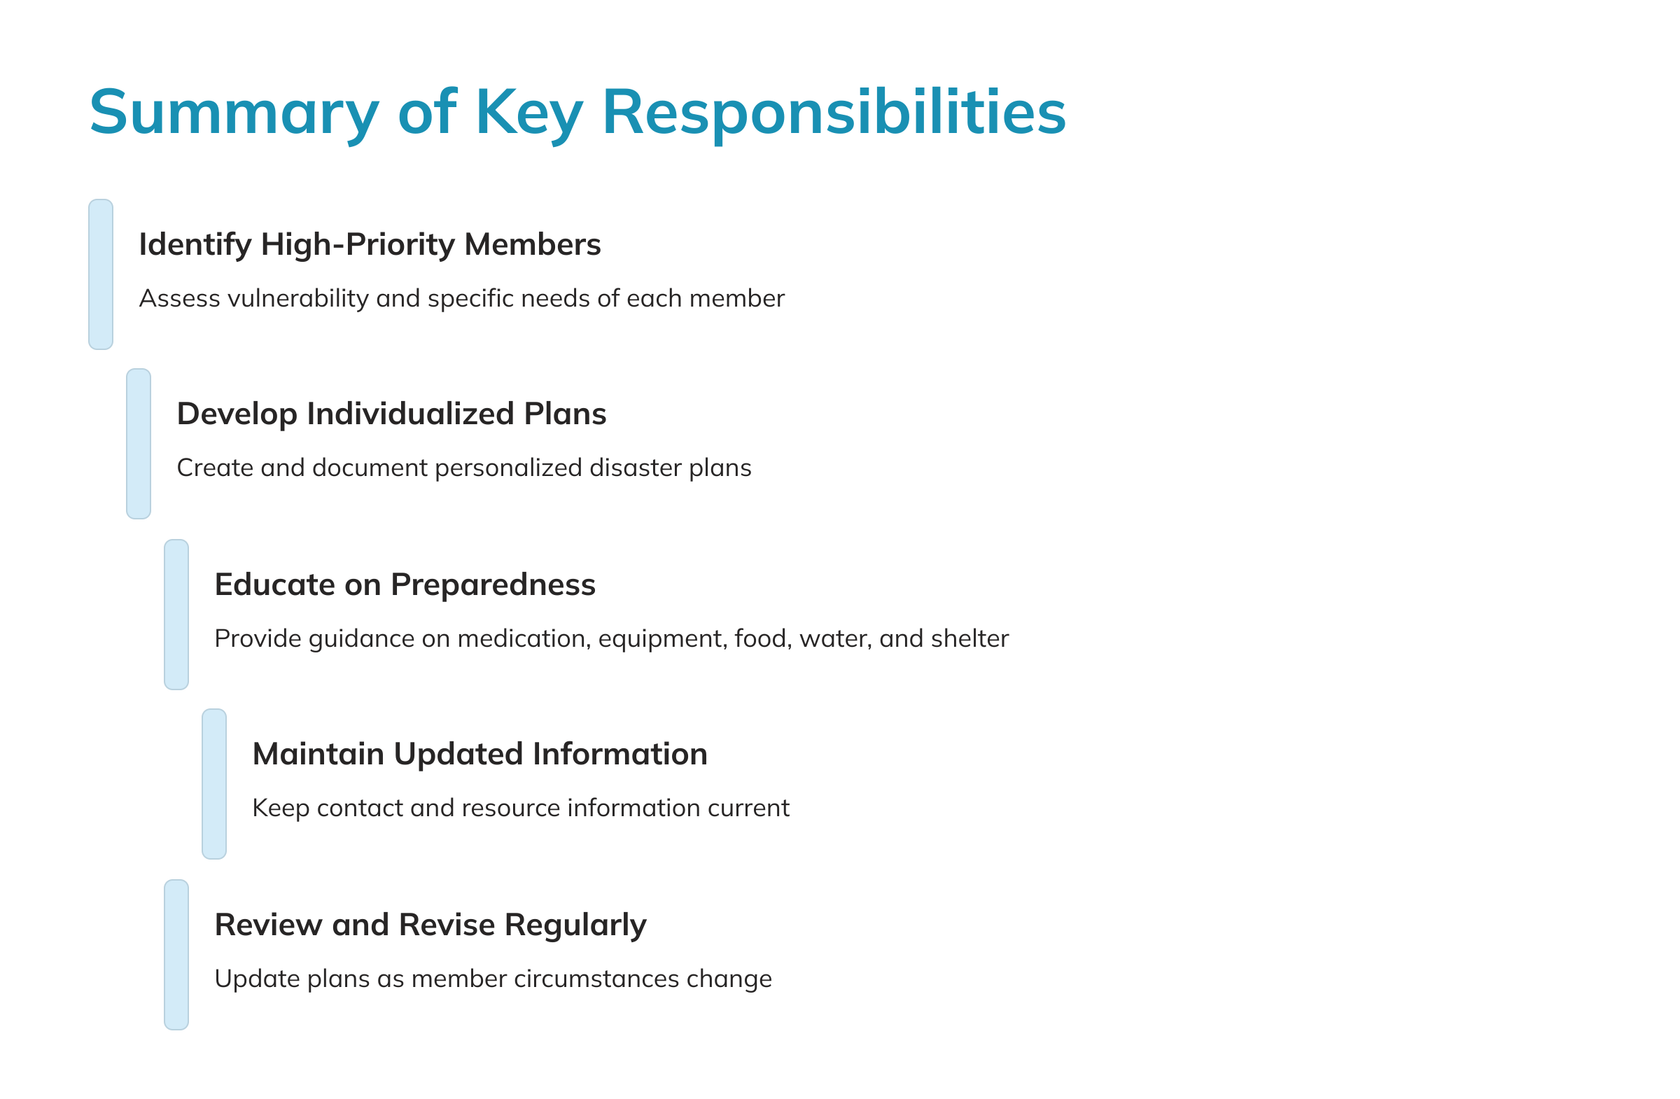 Summary of Key Responsibilities
Identify High-Priority Members
Assess vulnerability and specific needs of each member
Develop Individualized Plans
Create and document personalized disaster plans
Educate on Preparedness
Provide guidance on medication, equipment, food, water, and shelter
Maintain Updated Information
Keep contact and resource information current
Review and Revise Regularly
Update plans as member circumstances change